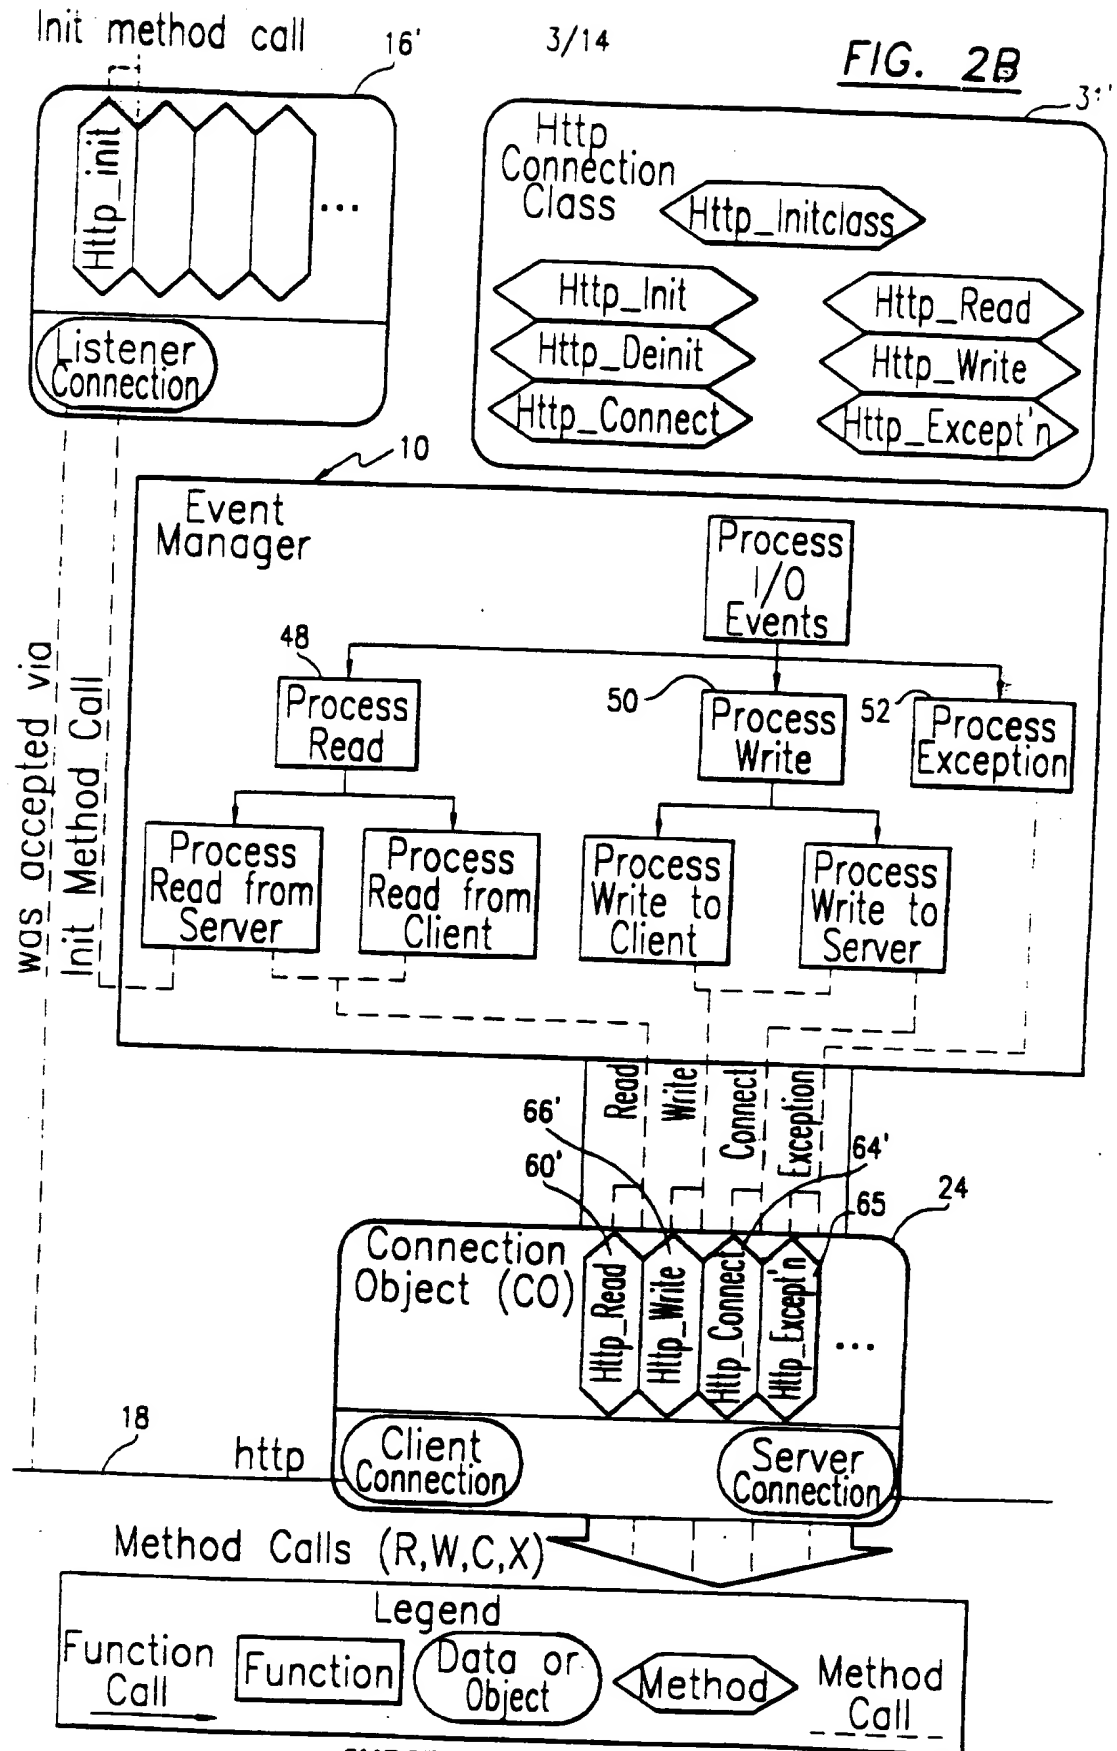 Init method call
16'
3/14
FIG. 2B
Http_init
...
Listener
Connection
Http
Connection
Class
Http_Initclass
Http_Init
Http_Deinit
Http_Connect
Http_Read
Http_Write
Http_Except'n
10
Event
Manager
Process
I/O
Events
48
Process
Read
50
Process
Write
52
Process
Exception
Process
Read from
Server
Process
Read from
Client
Process
Write to
Client
Process
Write to
Server
was accepted via
Init Method Call
Read
Write
Connect
Exception
66'
60'
64'
65
24
Connection
Object (CO)
Http_Read
Http_Write
Http_Connect
Http_Except'n
...
18
http
Client
Connection
Server
Connection
Method Calls (R,W,C,X)
Legend
Function
Call
Function
Data or
Object
Method
Method
Call